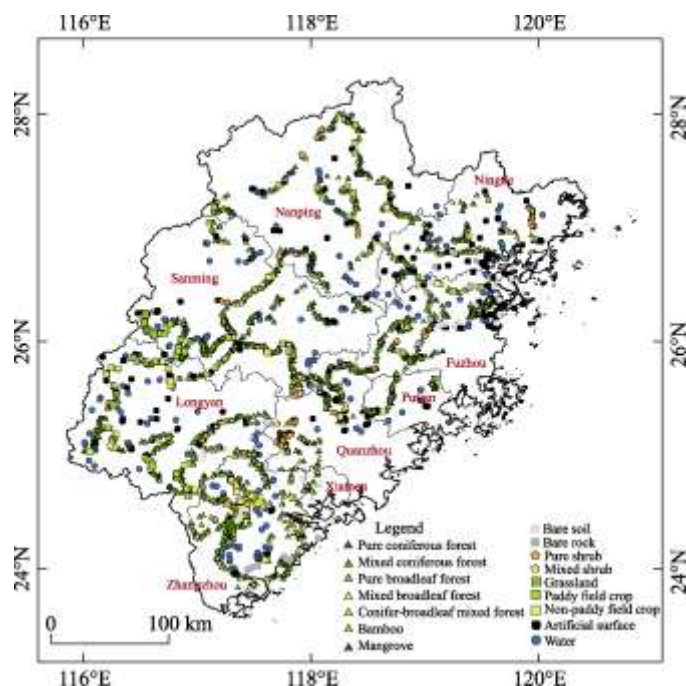 116°E 118°E 120°E
28°N 28°N
Ningde
Nanping
Sanming
26°N 26°N
Fuzhou
Putian
Longyan
Quanzhou
Xiamen
Legend
Pure coniferous forest
Mixed coniferous forest
Pure broadleaf forest
Mixed broadleaf forest
Conifer-broadleaf mixed forest
Bamboo
Mangrove
Bare soil
Bare rock
Pure shrub
Mixed shrub
Grassland
Paddy field crop
Non-paddy field crop
Artificial surface
Water
24°N 24°N
Zhangzhou
0 100 km
116°E 118°E 120°E